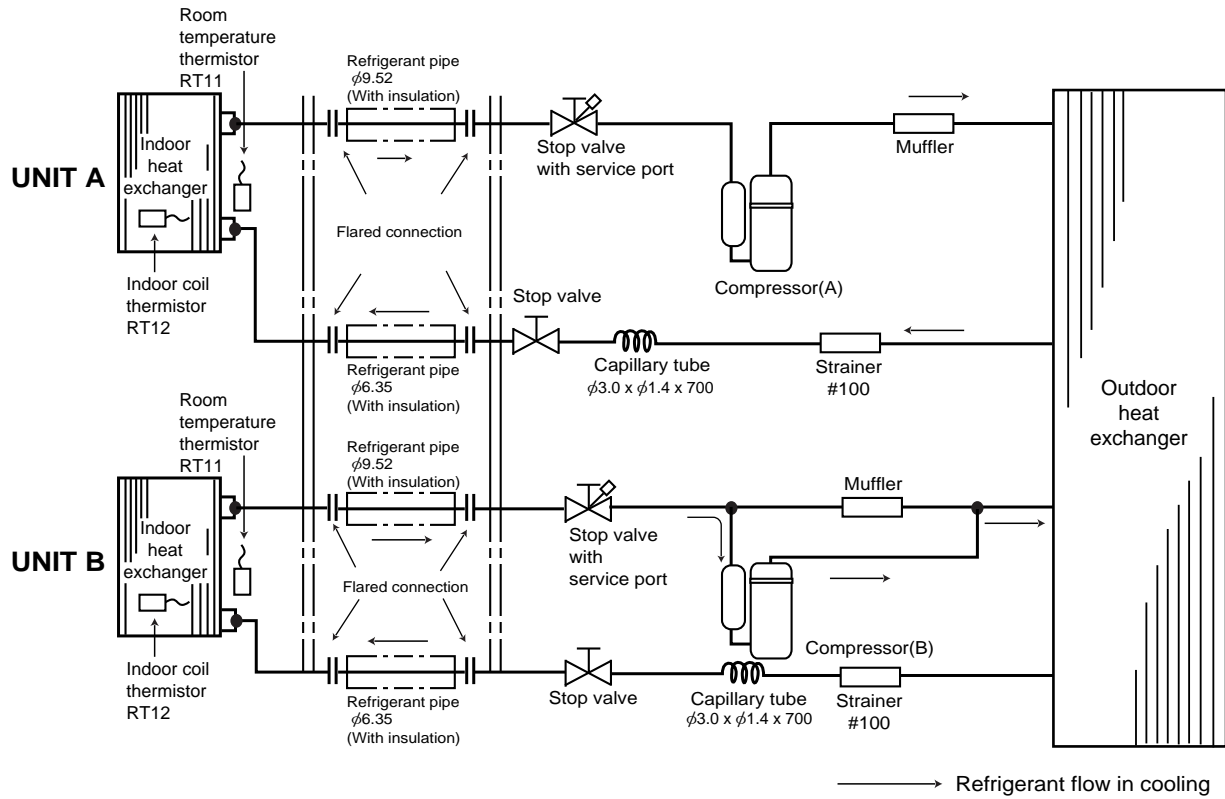 Room
temperature
thermistor
RT11
Refrigerant pipe
ϕ9.52
(With insulation)
Indoor
heat
exchanger
UNIT A
Stop valve
with service port
Muffler
Flared connection
Indoor coil
thermistor
RT12
Stop valve
Compressor(A)
Refrigerant pipe
ϕ6.35
(With insulation)
Capillary tube
ϕ3.0 x ϕ1.4 x 700
Strainer
#100
Outdoor
heat
exchanger
Room
temperature
thermistor
RT11
Refrigerant pipe
ϕ9.52
(With insulation)
Muffler
Indoor
heat
exchanger
UNIT B
Stop valve
with
service port
Flared connection
Indoor coil
thermistor
RT12
Compressor(B)
Stop valve
Capillary tube
ϕ3.0 x ϕ1.4 x 700
Strainer
#100
Refrigerant pipe
ϕ6.35
(With insulation)
Refrigerant flow in cooling